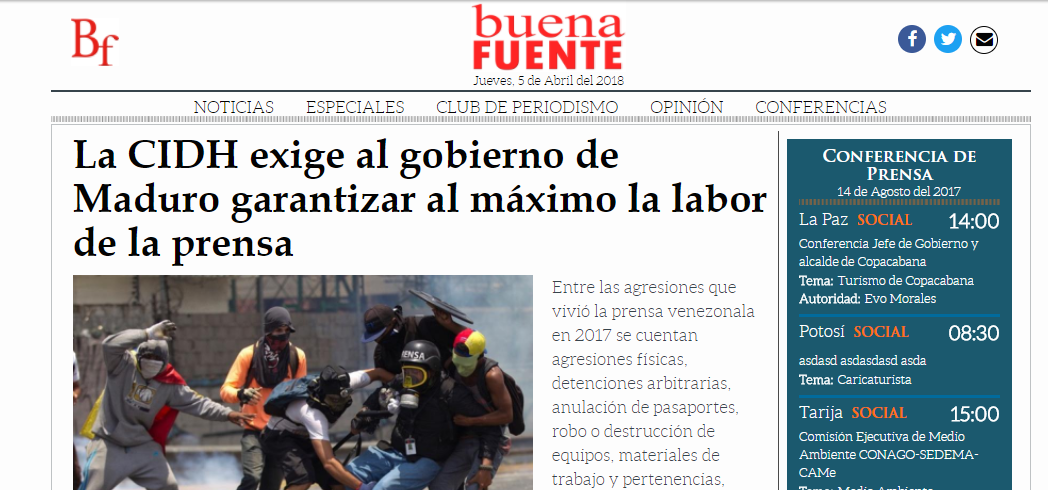 Bf
buena
FUENTE
Jueves, 5 de Abril del 2018
NOTICIAS ESPECIALES CLUB DE PERIODISMO OPINIÓN CONFERENCIAS
La CIDH exige al gobierno de
Maduro garantizar al máximo la labor
de la prensa
PRENSA
Entre las agresiones que
vivió la prensa venezonala
en 2017 se cuentan
agresiones físicas,
detenciones arbitrarias,
anulación de pasaportes,
robo o destrucción de
equipos, materiales de
trabajo y pertenencias,
CONFERENCIA DE
PRENSA
14 de Agosto del 2017
La Paz SOCIAL 14:00
Conferencia Jefe de Gobierno y
alcalde de Copacabana
Tema: Turismo de Copacabana
Autoridad: Evo Morales
Potosí SOCIAL 08:30
asdasd asdasdasd asda
Tema: Caricaturista
Tarija SOCIAL 15:00
Comisión Ejecutiva de Medio
Ambiente CONAGO-SEDEMA-
CAMe
Tema: Medio Ambiente